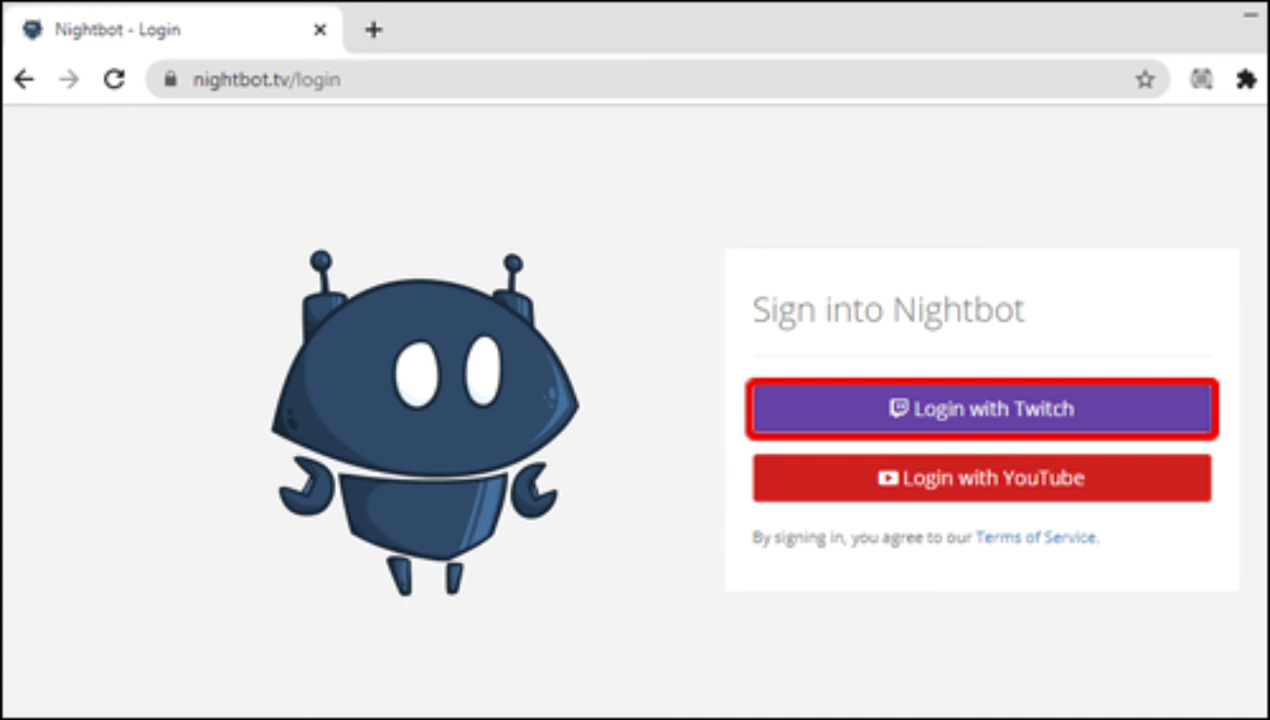 Nightbot - Login
nightbot.tv/login
Sign into Nightbot
Login with Twitch
Login with YouTube
By signing in, you agree to our Terms of Service.